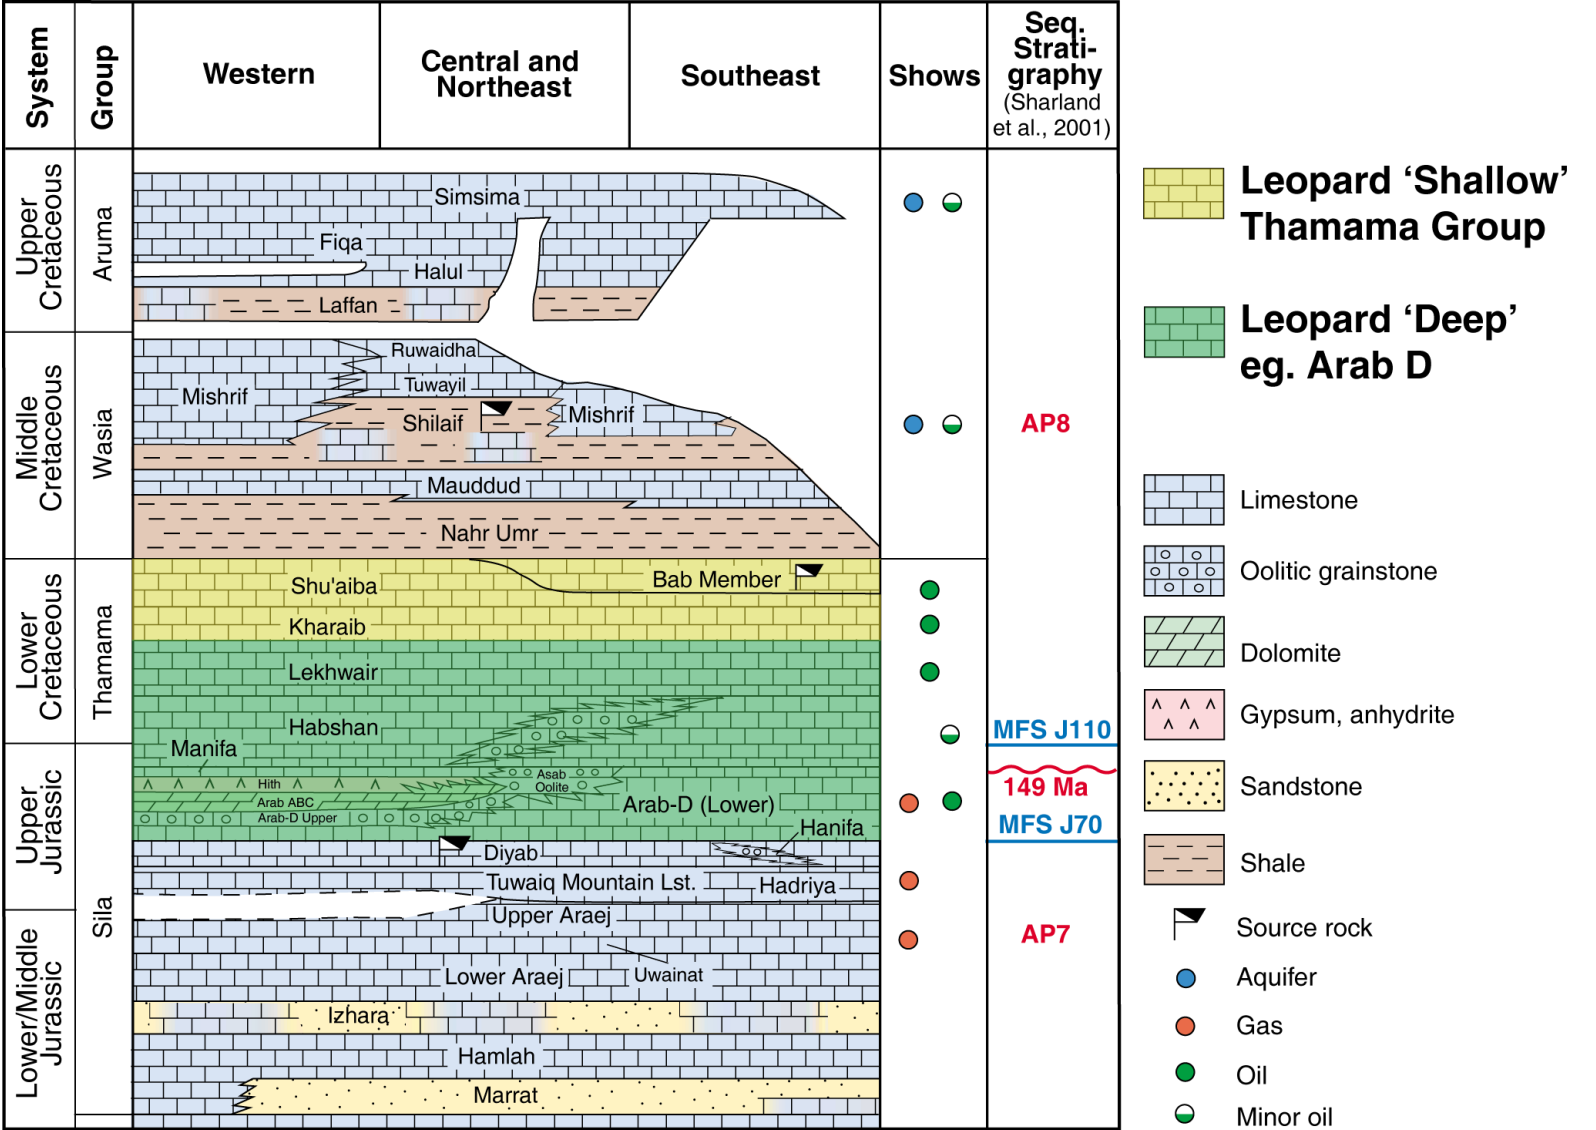 System
Group
Western
Central and
Northeast
Southeast
Shows
Seq.
Strati-
graphy
(Sharland
et al., 2001)
Upper
Cretaceous
Aruma
Simsima
Fiqa
Halul
Laffan
Middle
Cretaceous
Wasia
Ruwaidha
Tuwayil
Mishrif
Shilaif
Mishrif
Mauddud
Nahr Umr
AP8
Lower
Cretaceous
Thamama
Shu'aiba
Bab Member
Kharaib
Lekhwair
Habshan
Manifa
MFS J110
149 Ma
MFS J70
Upper
Jurassic
Sila
Hith
Arab ABC
Arab-D Upper
Asab
Oolite
Arab-D (Lower)
Hanifa
Diyab
Tuwaiq Mountain Lst.
Hadriya
Upper Araej
AP7
Lower/Middle
Jurassic
Lower Araej
Uwainat
Izhara
Hamlah
Marrat
Leopard ‘Shallow’
Thamama Group
Leopard ‘Deep’
eg. Arab D
Limestone
Oolitic grainstone
Dolomite
Gypsum, anhydrite
Sandstone
Shale
Source rock
Aquifer
Gas
Oil
Minor oil